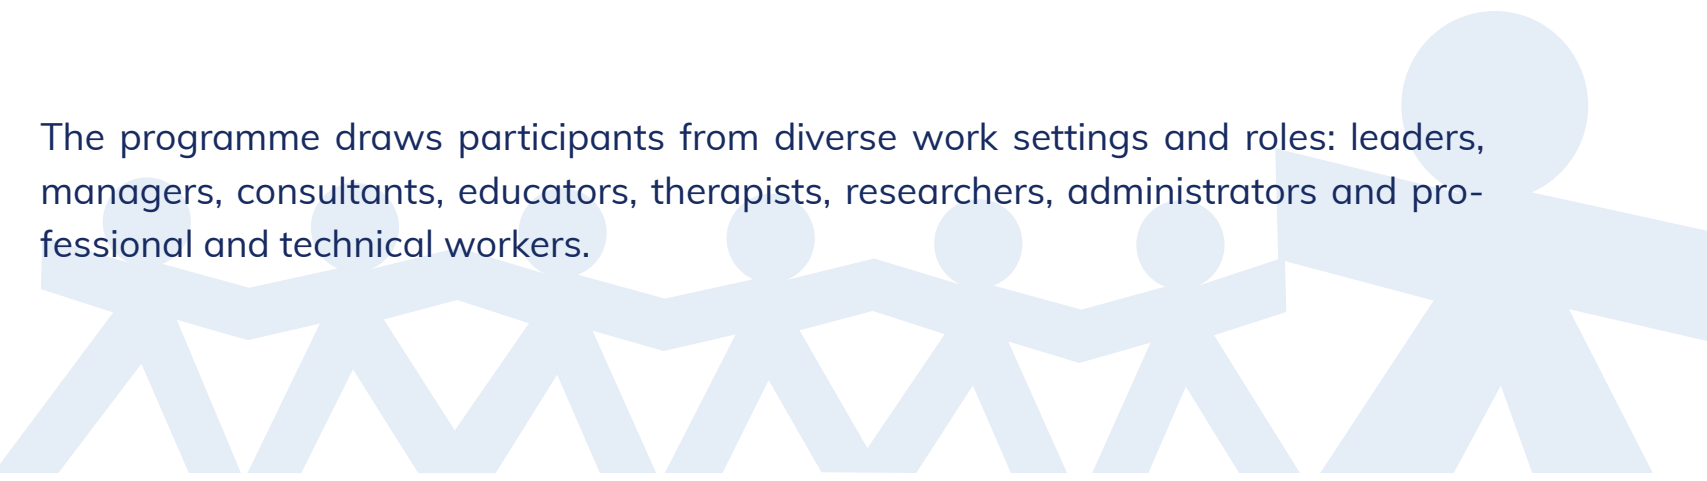 The programme draws participants from diverse work settings and roles: leaders,
managers, consultants, educators, therapists, researchers, administrators and pro-
fessional and technical workers.